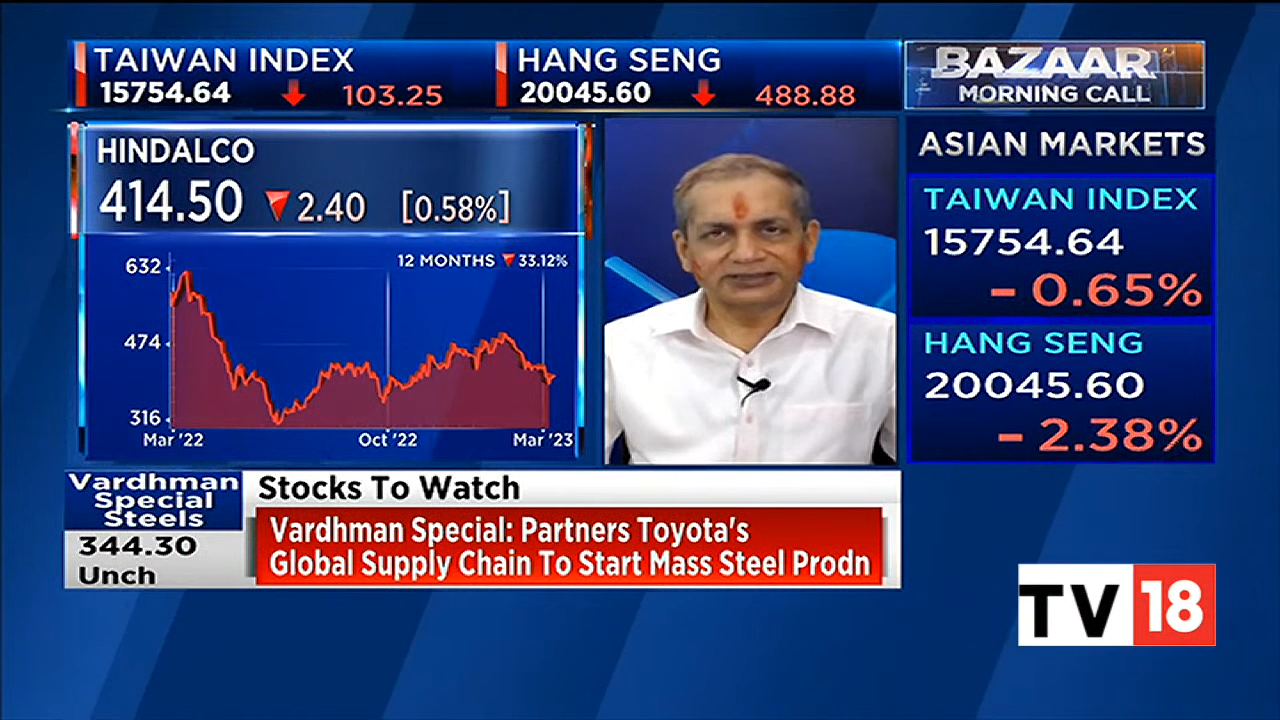 TAIWAN INDEX
15754.64 103.25
HANG SENG
20045.60 488.88
BAZAAR
MORNING CALL
HINDALCO
414.50 2.40 [0.58%]
12 MONTHS 33.12%
632
474
316
Mar '22 Oct '22 Mar '23
ASIAN MARKETS
TAIWAN INDEX
15754.64
- 0.65%
HANG SENG
20045.60
- 2.38%
Vardhman
Special
Steels
344.30
Unch
Stocks To Watch
Vardhman Special: Partners Toyota's
Global Supply Chain To Start Mass Steel Prodn
TV 18